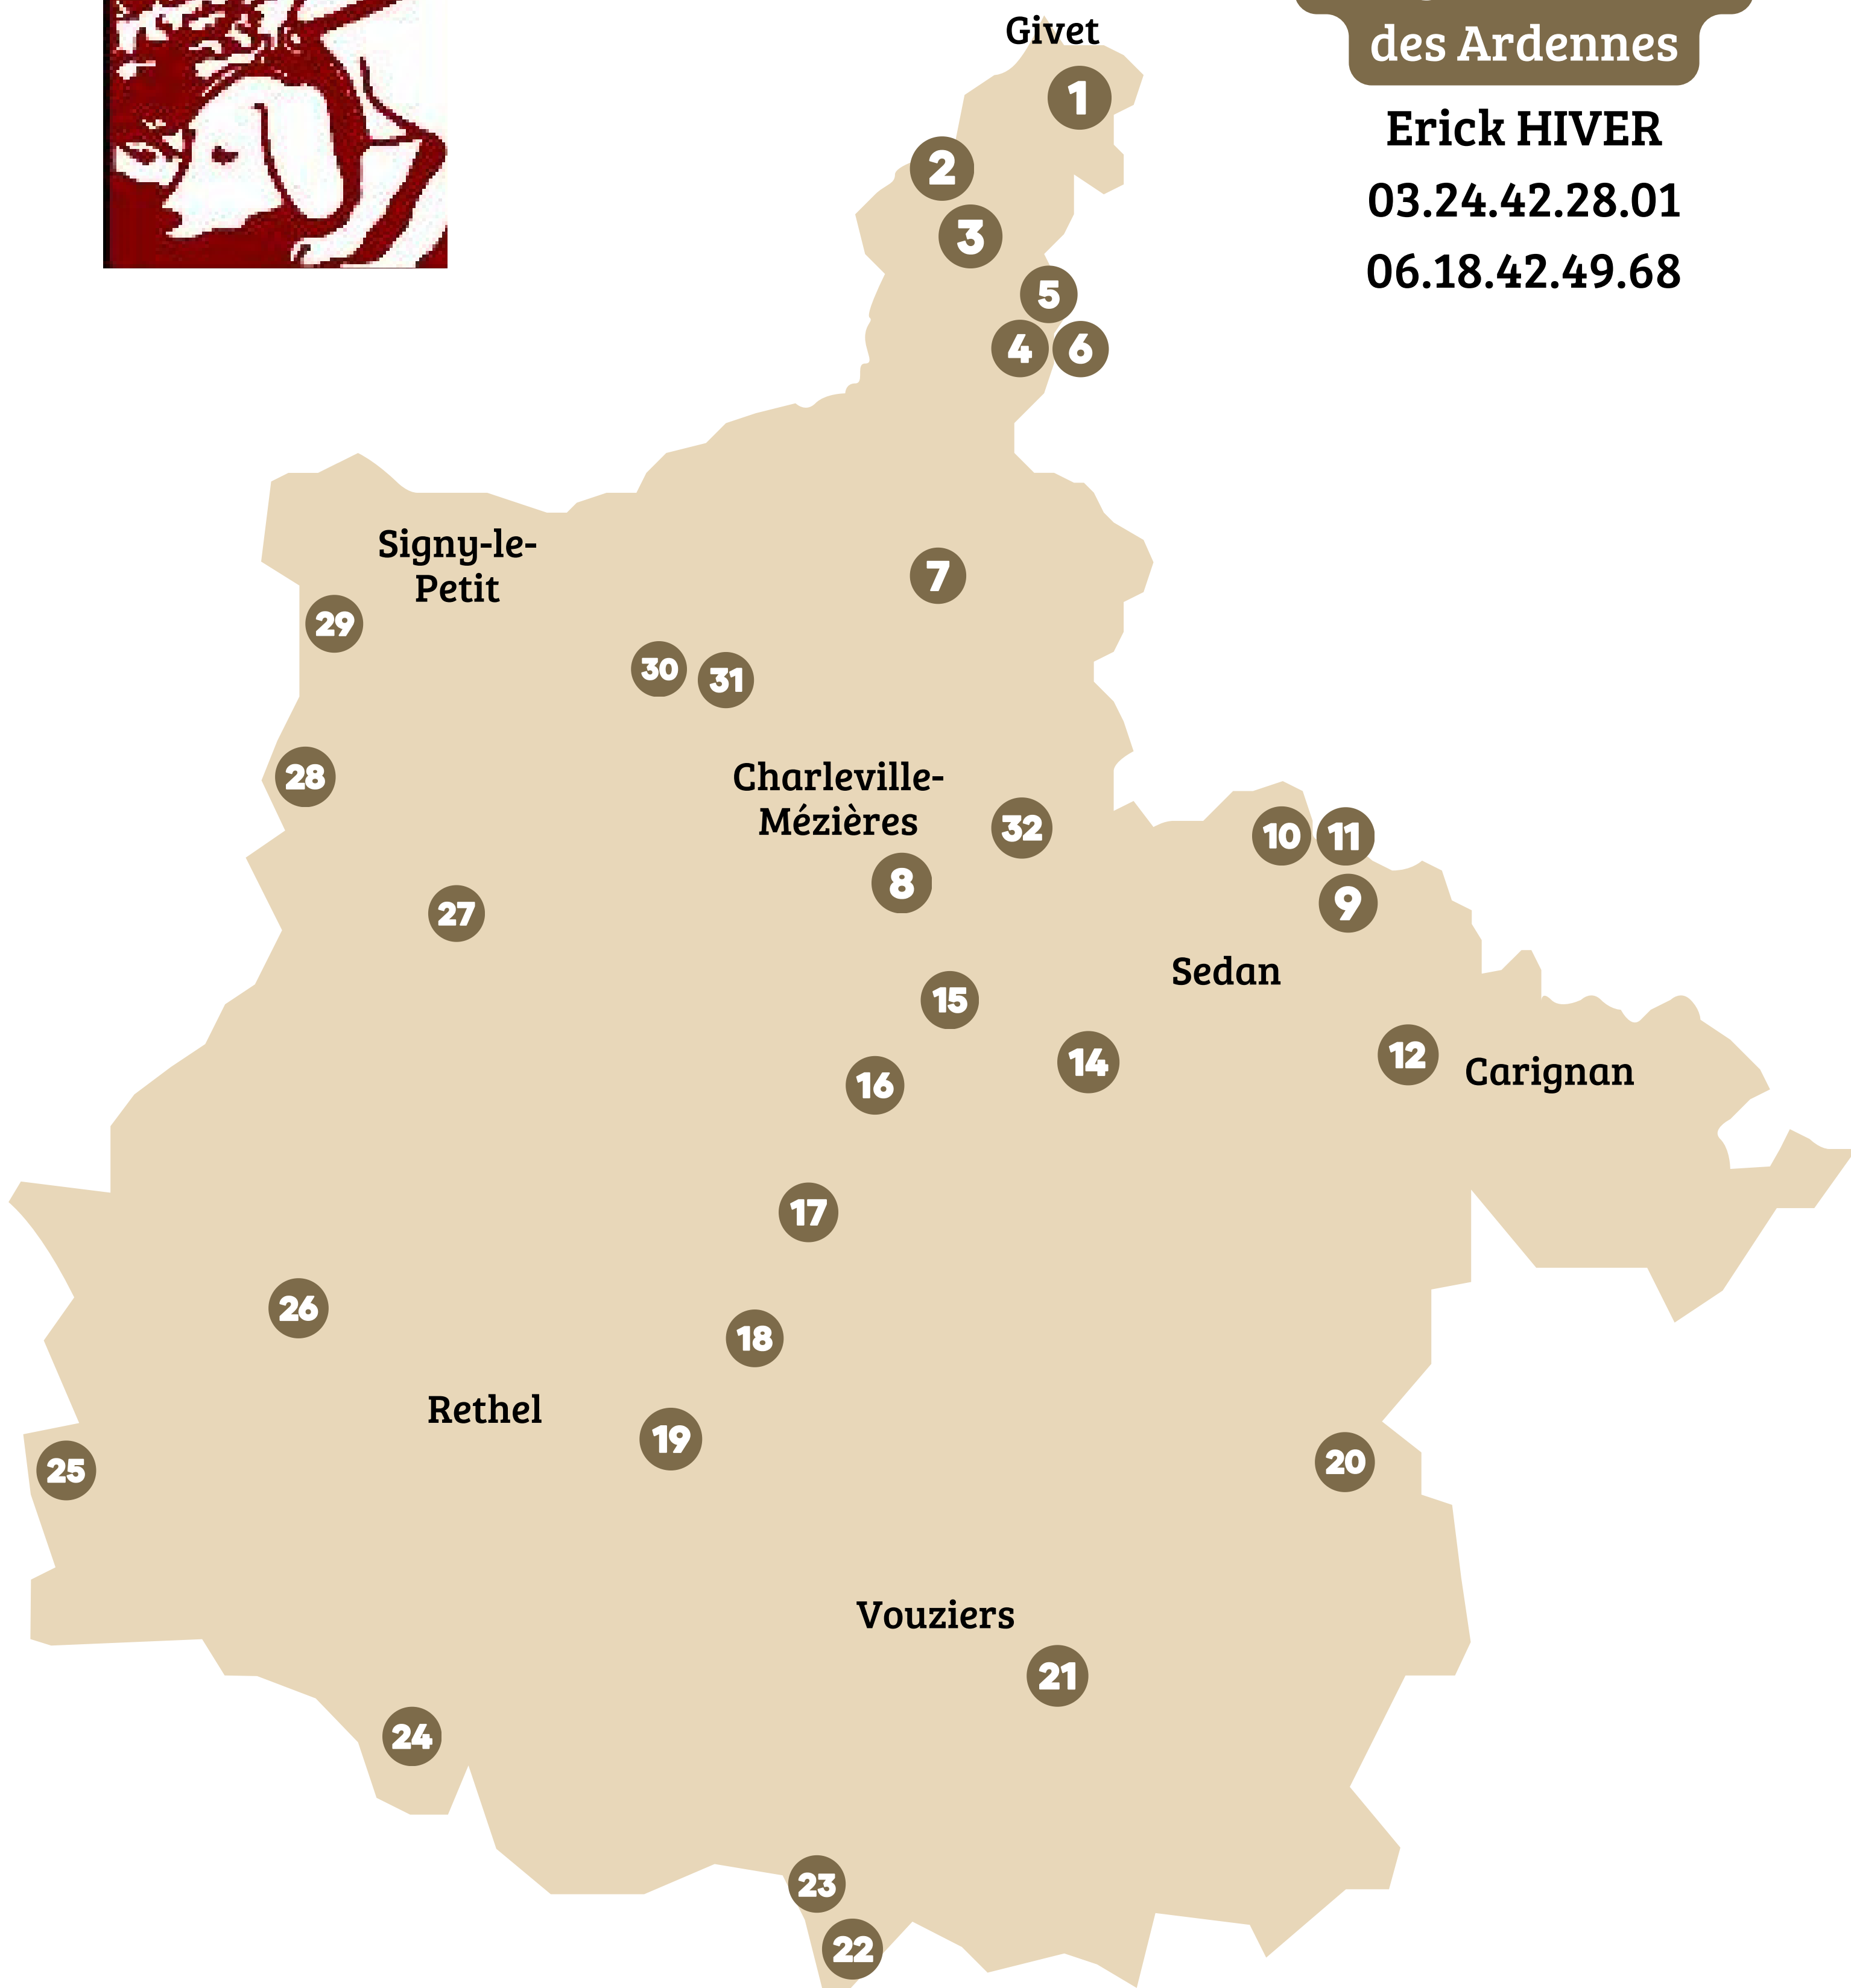 Givet
des Ardennes
Erick HIVER
03.24.42.28.01
06.18.42.49.68
1
2
3
5
4 6
Signy-le-
Petit
7
29
30 31
Charleville-
Mézières
28
32
10 11
8
9
27
Sedan
15
12
14
Carignan
16
17
26
18
Rethel
19
20
25
Vouziers
21
24
23
22